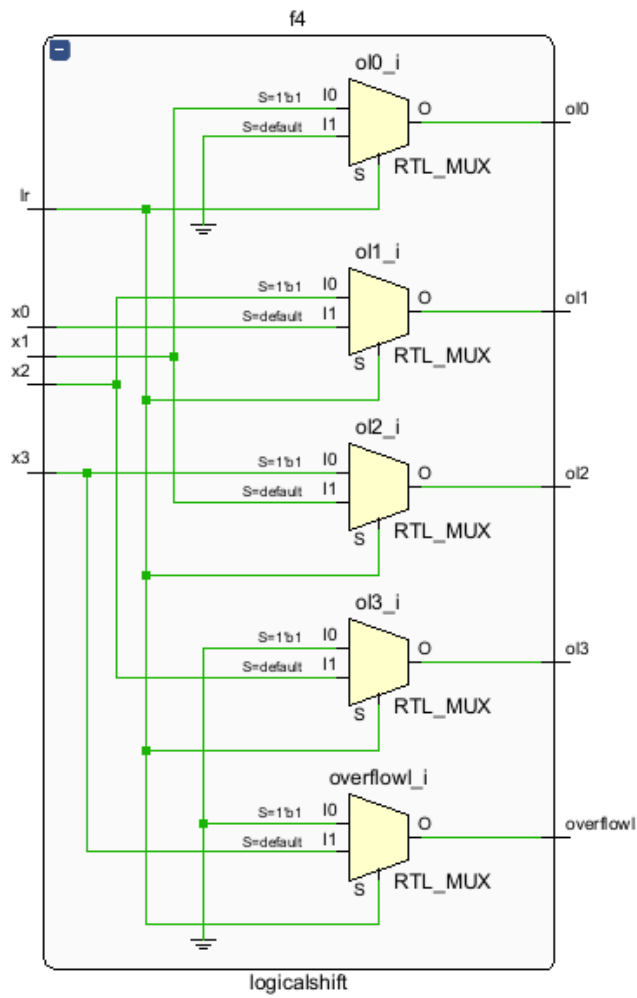 f4
ol0_i
S=1'b1 I0
S=default I1
O
ol0
S
RTL_MUX
lr
ol1_i
S=1'b1 I0
S=default I1
O
ol1
S
RTL_MUX
x0
x1
x2
ol2_i
S=1'b1 I0
S=default I1
O
ol2
S
RTL_MUX
x3
ol3_i
S=1'b1 I0
S=default I1
O
ol3
S
RTL_MUX
overflowl_i
S=1'b1 I0
S=default I1
O
overflowl
S
RTL_MUX
logicalshift